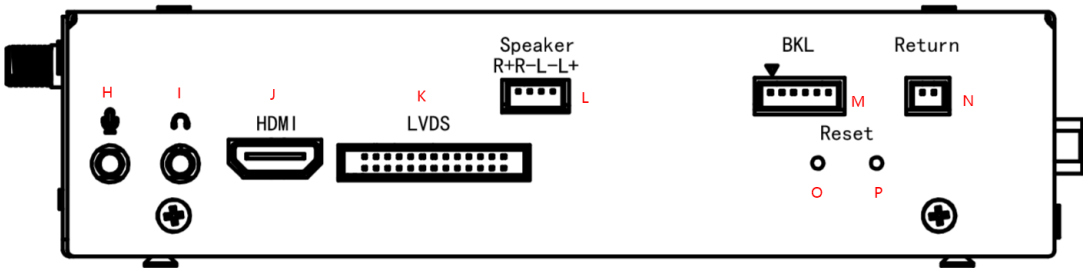 Speaker
R+R-L-L+
BKL
Return
H
I
J
K
L
M
N
HDMI
LVDS
Reset
O
P